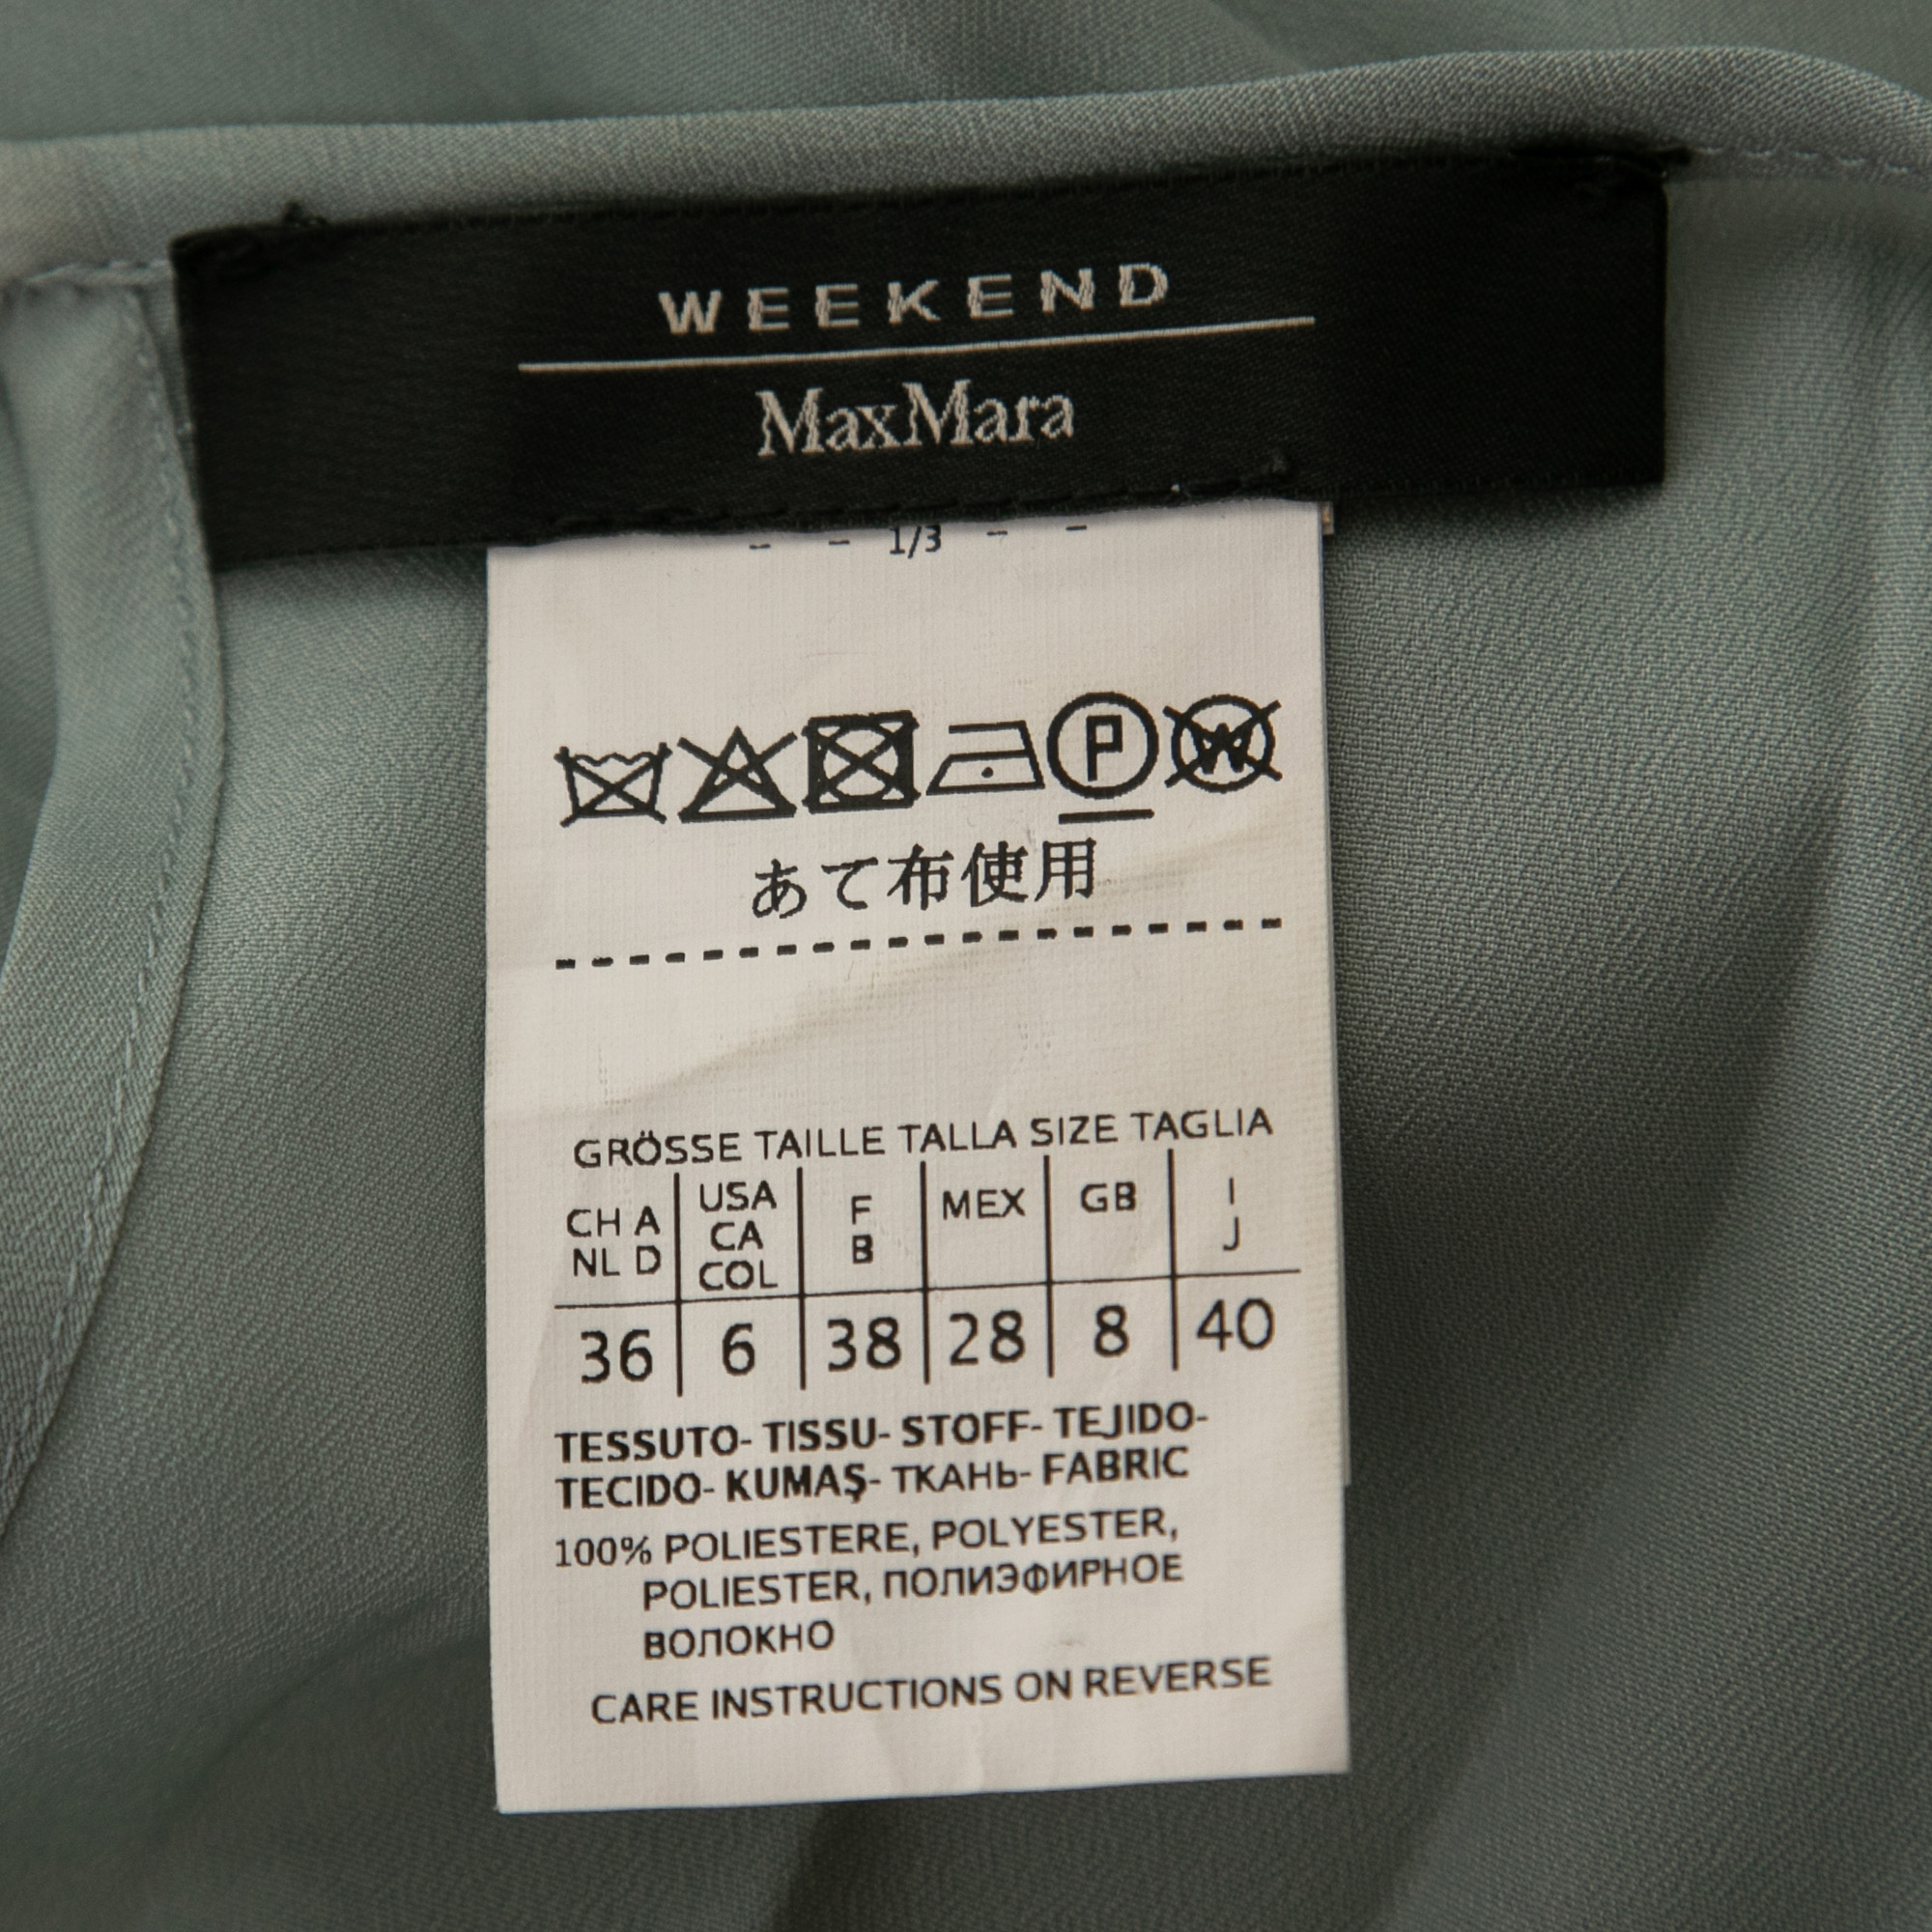 WEEKEND
MaxMara
- - 1/3 - -
P W
あて布使用
GRÖSSE TAILLE TALLA SIZE TAGLIA
CH A NL D | USA CA COL | F B | MEX | GB | I J
36 | 6 | 38 | 28 | 8 | 40
TESSUTO- TISSU- STOFF- TEJIDO-
TECIDO- KUMAŞ- ТКАНЬ- FABRIC
100% POLIESTERE, POLYESTER,
POLIESTER, ПОЛИЭФИРНОЕ
ВОЛОКНО
CARE INSTRUCTIONS ON REVERSE